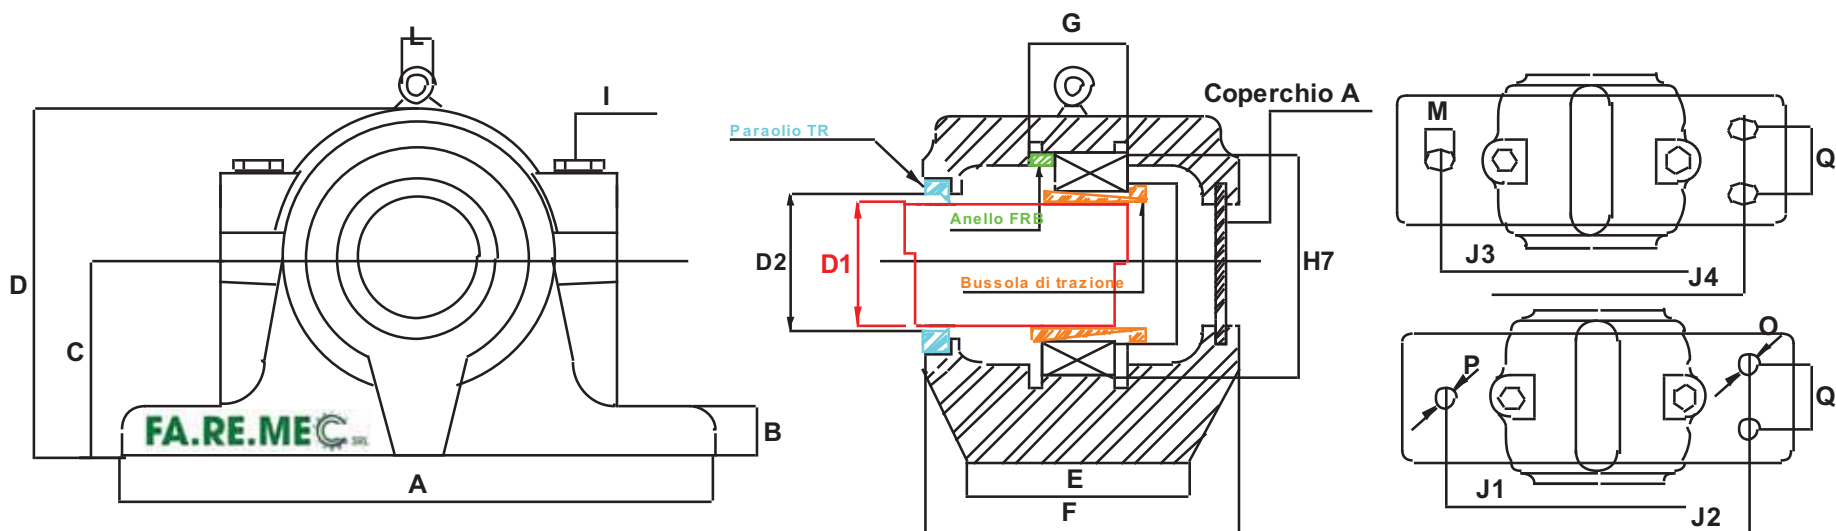 L
I
D
C
B
FA.RE.MEC SRL
A
G
Coperchio A
Paraolio TR
Anello FRB
D2
D1
H7
Bussola di trazione
E
F
M
Q
J3
J4
O
P
Q
J1
J2